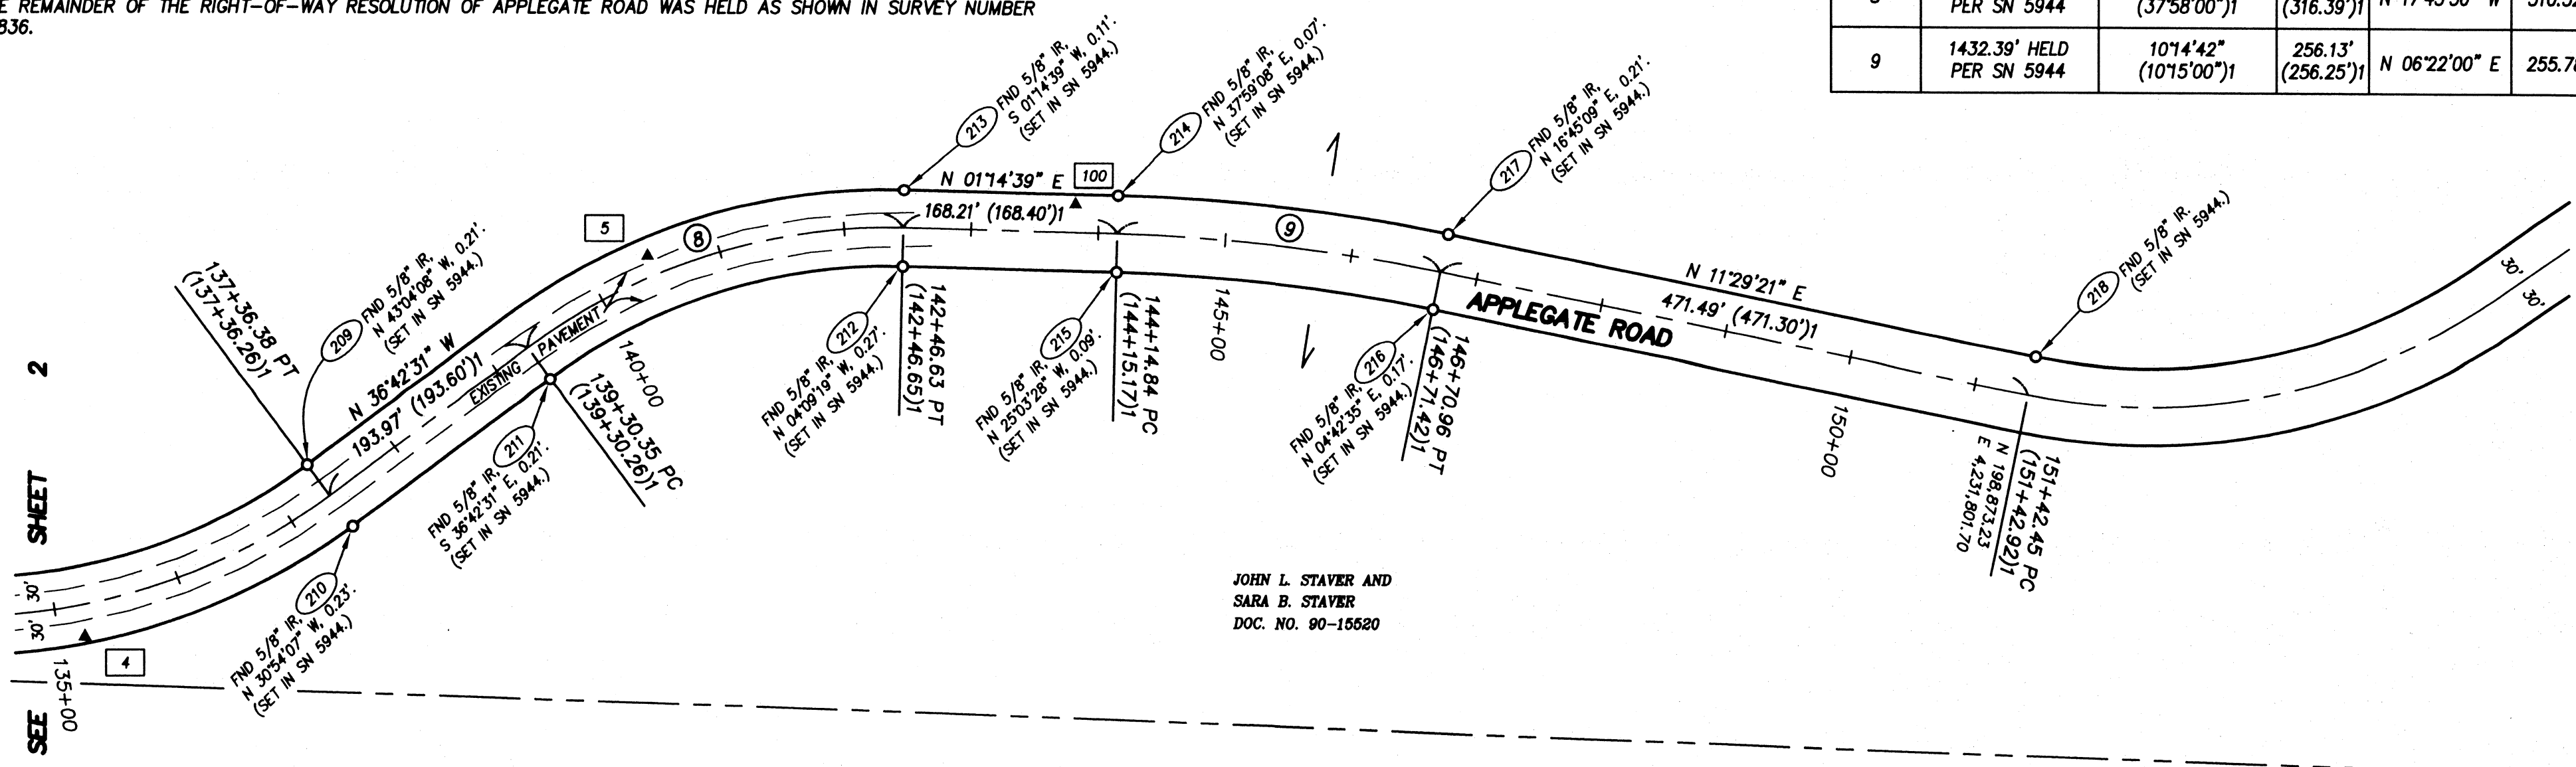 E REMAINDER OF THE RIGHT-OF-WAY RESOLUTION OF APPLEGATE ROAD WAS HELD AS SHOWN IN SURVEY NUMBER
836.
PER SN 5944
(37°58'00")1
(316.39')1
9
1432.39' HELD
PER SN 5944
10°14'42"
(10°15'00")1
256.13'
(256.25')1
N 06°22'00" E
213
FND 5/8" IR,
S 01°14'39" W, 0.11'.
(SET IN SN 5944.)
214
FND 5/8" IR,
N 37°59'08" E, 0.07'.
(SET IN SN 5944.)
217
FND 5/8" IR,
N 16°45'09" E, 0.21'.
(SET IN SN 5944.)
218
FND 5/8" IR.
(SET IN SN 5944.)
N 01°14'39" E
100
168.21' (168.40')1
5
8
9
137+36.38 PT
(137+36.26)1
209
FND 5/8" IR,
N 43°04'08" W, 0.21'.
(SET IN SN 5944.)
N 36°42'31" W
193.97' (193.60')1
EXISTING PAVEMENT
N 11°29'21" E
471.49' (471.30')1
APPLEGATE ROAD
30'
30'
140+00
139+30.35 PC
(139+30.26)1
FND 5/8" IR, 212
N 04°09'19" W, 0.27'.
(SET IN SN 5944.)
142+46.63 PT
(142+46.65)1
FND 5/8" IR, 215
N 25°03'28" W, 0.09'.
(SET IN SN 5944.)
144+14.84 PC
(144+15.17)1
145+00
FND 5/8" IR, 216
N 04°42'35" E, 0.17'.
(SET IN SN 5944.)
146+70.96 PT
(146+71.42)1
150+00
151+42.45 PC
(151+42.92)1
N 198,873.23
E 4,231,801.70
FND 5/8" IR, 211
S 36°42'31" E, 0.21'.
(SET IN SN 5944.)
FND 5/8" IR, 210
N 30°54'07" W, 0.23'.
(SET IN SN 5944.)
30'
30'
4
135+00
SEE SHEET 2
JOHN L. STAVER AND
SARA B. STAVER
DOC. NO. 90-15520